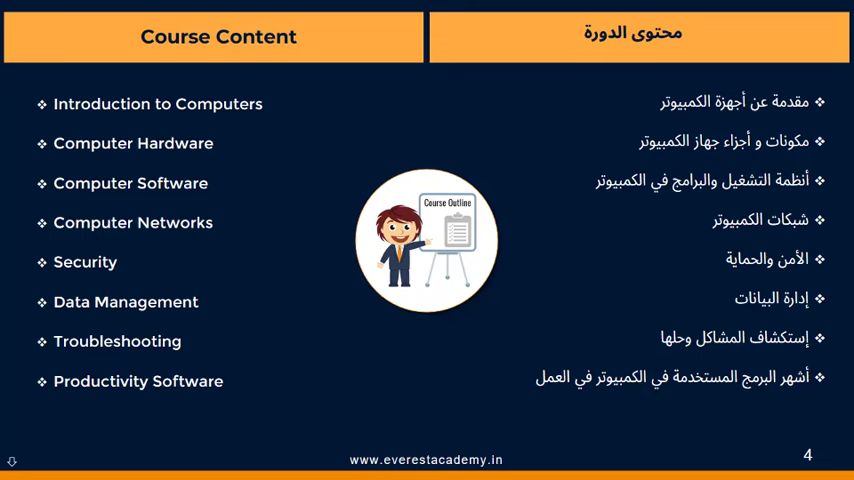 Course Content
محتوى الدورة
Introduction to Computers
مقدمة عن أجهزة الكمبيوتر
Computer Hardware
مكونات و أجزاء جهاز الكمبيوتر
Computer Software
أنظمة التشغيل والبرامج في الكمبيوتر
Computer Networks
شبكات الكمبيوتر
Security
الأمن والحماية
Data Management
إدارة البيانات
Troubleshooting
إستكشاف المشاكل وحلها
Productivity Software
أشهر البرمج المستخدمة في الكمبيوتر في العمل
Course Outline
www.everestacademy.in
4